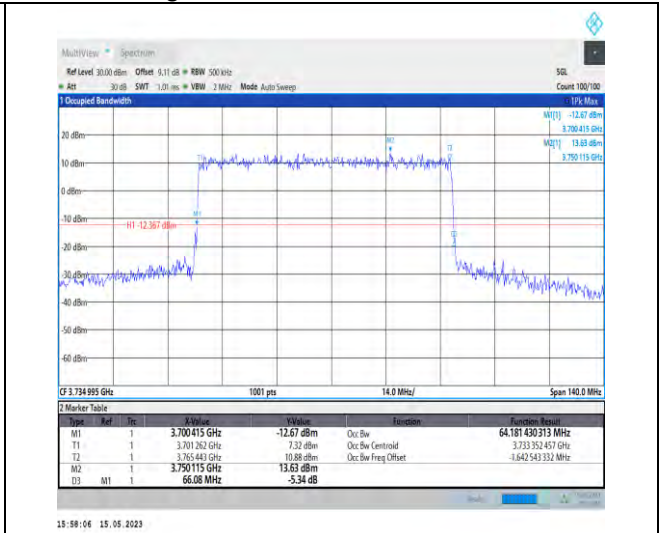 MultiView Spectrum
Ref Level 30.00 dBm Offset 9.11 dB RBW 500 kHz SGL
Att 30 dB SWT 1.01 ms VBW 2 MHz Mode Auto Sweep Count 100/100
1 Occupied Bandwidth 1Pk Max
M1[1] -12.67 dBm
3.700 415 GHz
M2[1] 13.63 dBm
3.750 115 GHz
20 dBm
M2
T1 T2
10 dBm
0 dBm
-10 dBm
M1
H1 -12.367 dBm
-20 dBm
D3
-30 dBm
-40 dBm
-50 dBm
-60 dBm
CF 3.734 995 GHz 1001 pts 14.0 MHz/ Span 140.0 MHz
2 Marker Table
Type Ref Trc X-Value Y-Value Function Function Result
M1 1 3.700 415 GHz -12.67 dBm Occ Bw 64.181 430 313 MHz
T1 1 3.701 262 GHz 7.32 dBm Occ Bw Centroid 3.733 352 457 GHz
T2 1 3.765 443 GHz 10.88 dBm Occ Bw Freq Offset -1.642 543 332 MHz
M2 1 3.750 115 GHz 13.63 dBm
D3 M1 1 66.08 MHz -5.34 dB
15:58:06 15.05.2023